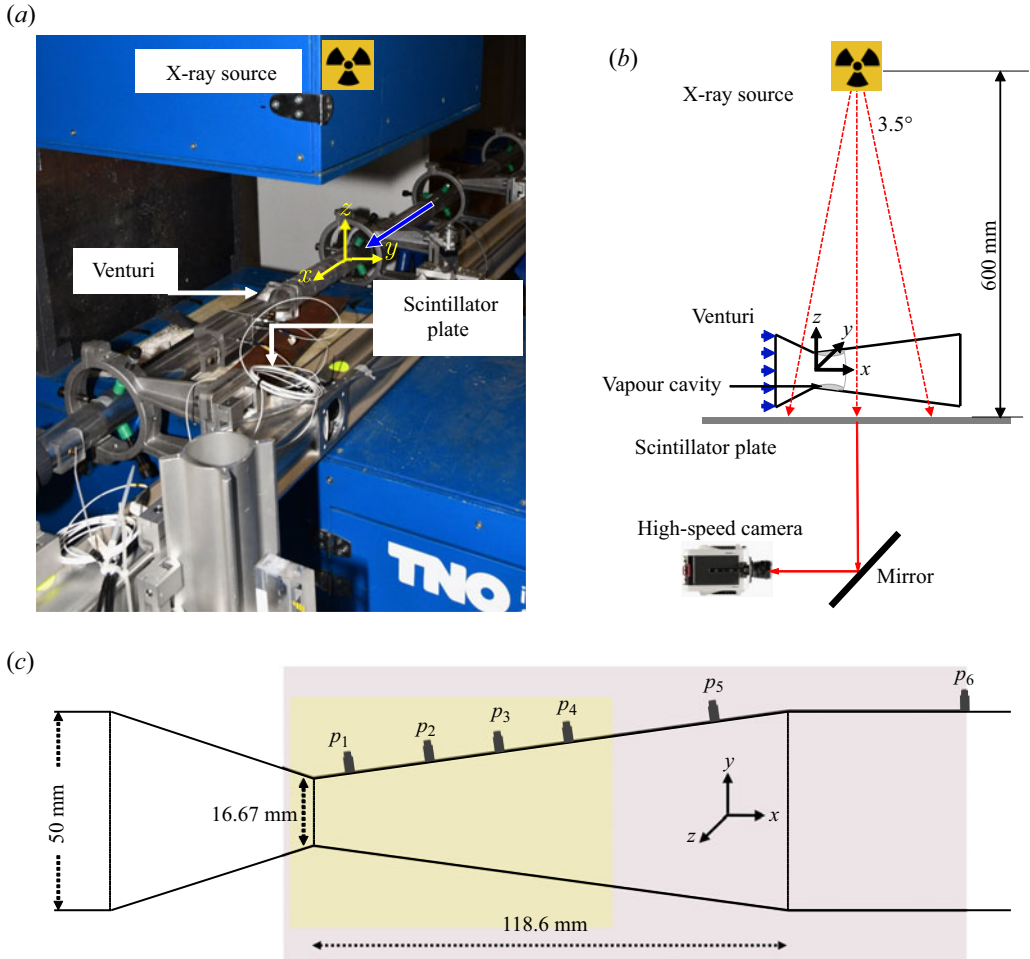 (a)
X-ray source
z
y
x
Venturi
Scintillator
plate
TNO i
(b)
X-ray source
3.5°
600 mm
Venturi
z
y
x
Vapour cavity
Scintillator plate
High-speed camera
Mirror
(c)
p1
p2
p3
p4
p5
p6
50 mm
16.67 mm
y
x
z
118.6 mm